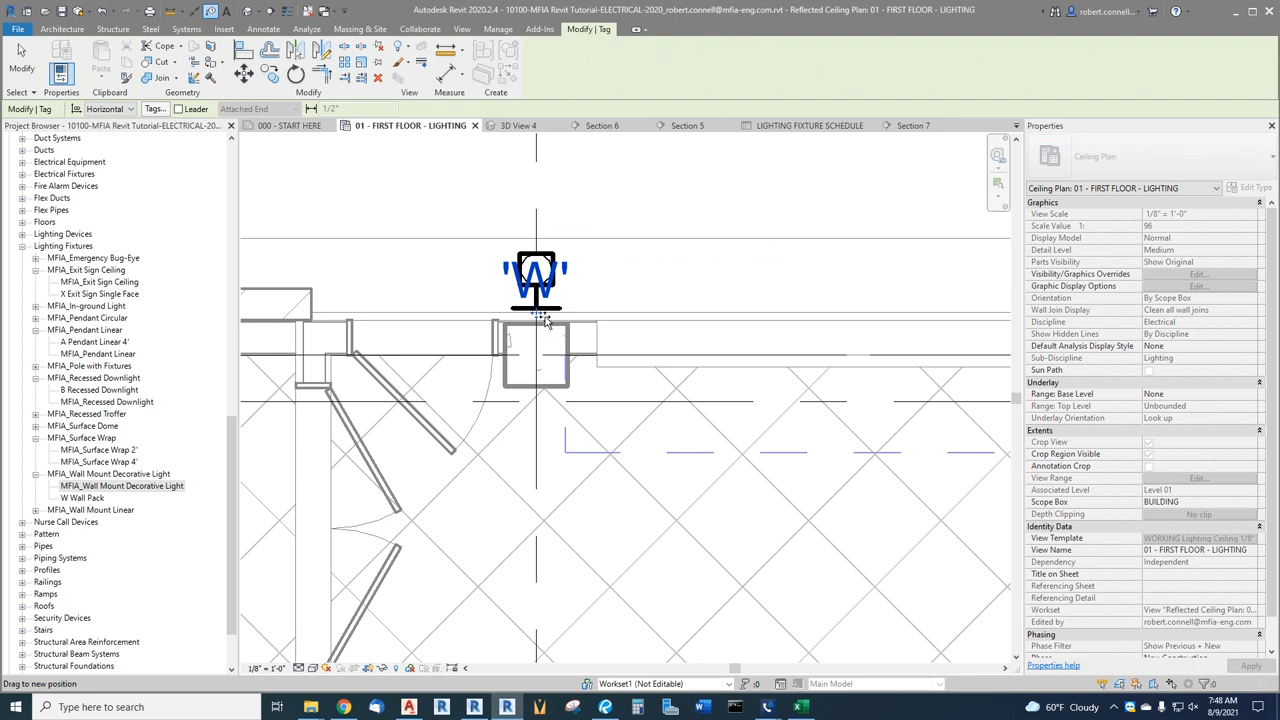 Autodesk Revit 2020.2.4 - 10100-MFIA-ELECTRICAL-2020_robert.connell@mfia-eng.com.rvt - Reflected Ceiling Plan: 01 - FIRST FLOOR - LIGHTING
robert.connell@mfia-eng...
File Architecture Structure Steel Systems Insert Annotate Analyze Massing & Site Collaborate View Manage Add-Ins Modify | Tag
Modify
Properties
Paste
Cope
Cut
Join
Select Properties Clipboard Geometry Modify View Measure Create
Modify | Tag Horizontal Tags... Leader Attached End 1/2"
Project Browser - 10100-MFIA Revit Tutorial-ELECTRICAL-20...
000 - START HERE
01 - FIRST FLOOR - LIGHTING
3D View 4
Section 6
Section 5
LIGHTING FIXTURE SCHEDULE
Section 7
Duct Systems
Ducts
Electrical Equipment
Electrical Fixtures
Fire Alarm Devices
Flex Ducts
Flex Pipes
Floors
Lighting Devices
Lighting Fixtures
MFIA_Emergency Bug-Eye
MFIA_Exit Sign Ceiling
MFIA_Exit Sign Ceiling
X Exit Sign Single Face
MFIA_In-ground Light
MFIA_Pendant Circular
MFIA_Pendant Linear
A Pendant Linear 4'
MFIA_Pendant Linear
MFIA_Pole with Fixtures
MFIA_Recessed Downlight
B Recessed Downlight
MFIA_Recessed Downlight
MFIA_Recessed Troffer
MFIA_Surface Dome
MFIA_Surface Wrap
MFIA_Surface Wrap 2'
MFIA_Surface Wrap 4'
MFIA_Wall Mount Decorative Light
MFIA_Wall Mount Decorative Light
W Wall Pack
MFIA_Wall Mount Linear
Nurse Call Devices
Pattern
Pipes
Piping Systems
Profiles
Railings
Ramps
Roofs
Security Devices
Stairs
Structural Area Reinforcement
Structural Beam Systems
Structural Foundations
'W'
Properties
Ceiling Plan
Ceiling Plan: 01 - FIRST FLOOR - LIGHTING Edit Type
Graphics
View Scale 1/8" = 1'-0"
Scale Value 1: 96
Display Model Normal
Detail Level Medium
Parts Visibility Show Original
Visibility/Graphics Overrides Edit...
Graphic Display Options Edit...
Orientation By Scope Box
Wall Join Display Clean all wall joins
Discipline Electrical
Show Hidden Lines By Discipline
Default Analysis Display Style None
Sub-Discipline Lighting
Sun Path
Underlay
Range: Base Level None
Range: Top Level Unbounded
Underlay Orientation Look up
Extents
Crop View
Crop Region Visible
Annotation Crop
View Range Edit...
Associated Level Level 01
Scope Box BUILDING
Depth Clipping No clip
Identity Data
View Template WORKING Lighting Ceiling 1/8"
View Name 01 - FIRST FLOOR - LIGHTING
Dependency Independent
Title on Sheet
Referencing Sheet
Referencing Detail
Workset View "Reflected Ceiling Plan: 0...
Edited by robert.connell@mfia-eng.com
Phasing
Phase Filter Show Previous + New
Properties help Apply
1/8" = 1'-0"
Drag to new position
Workset1 (Not Editable)
:0
Main Model
:0
Type here to search
60°F Cloudy
7:48 AM
8/9/2021